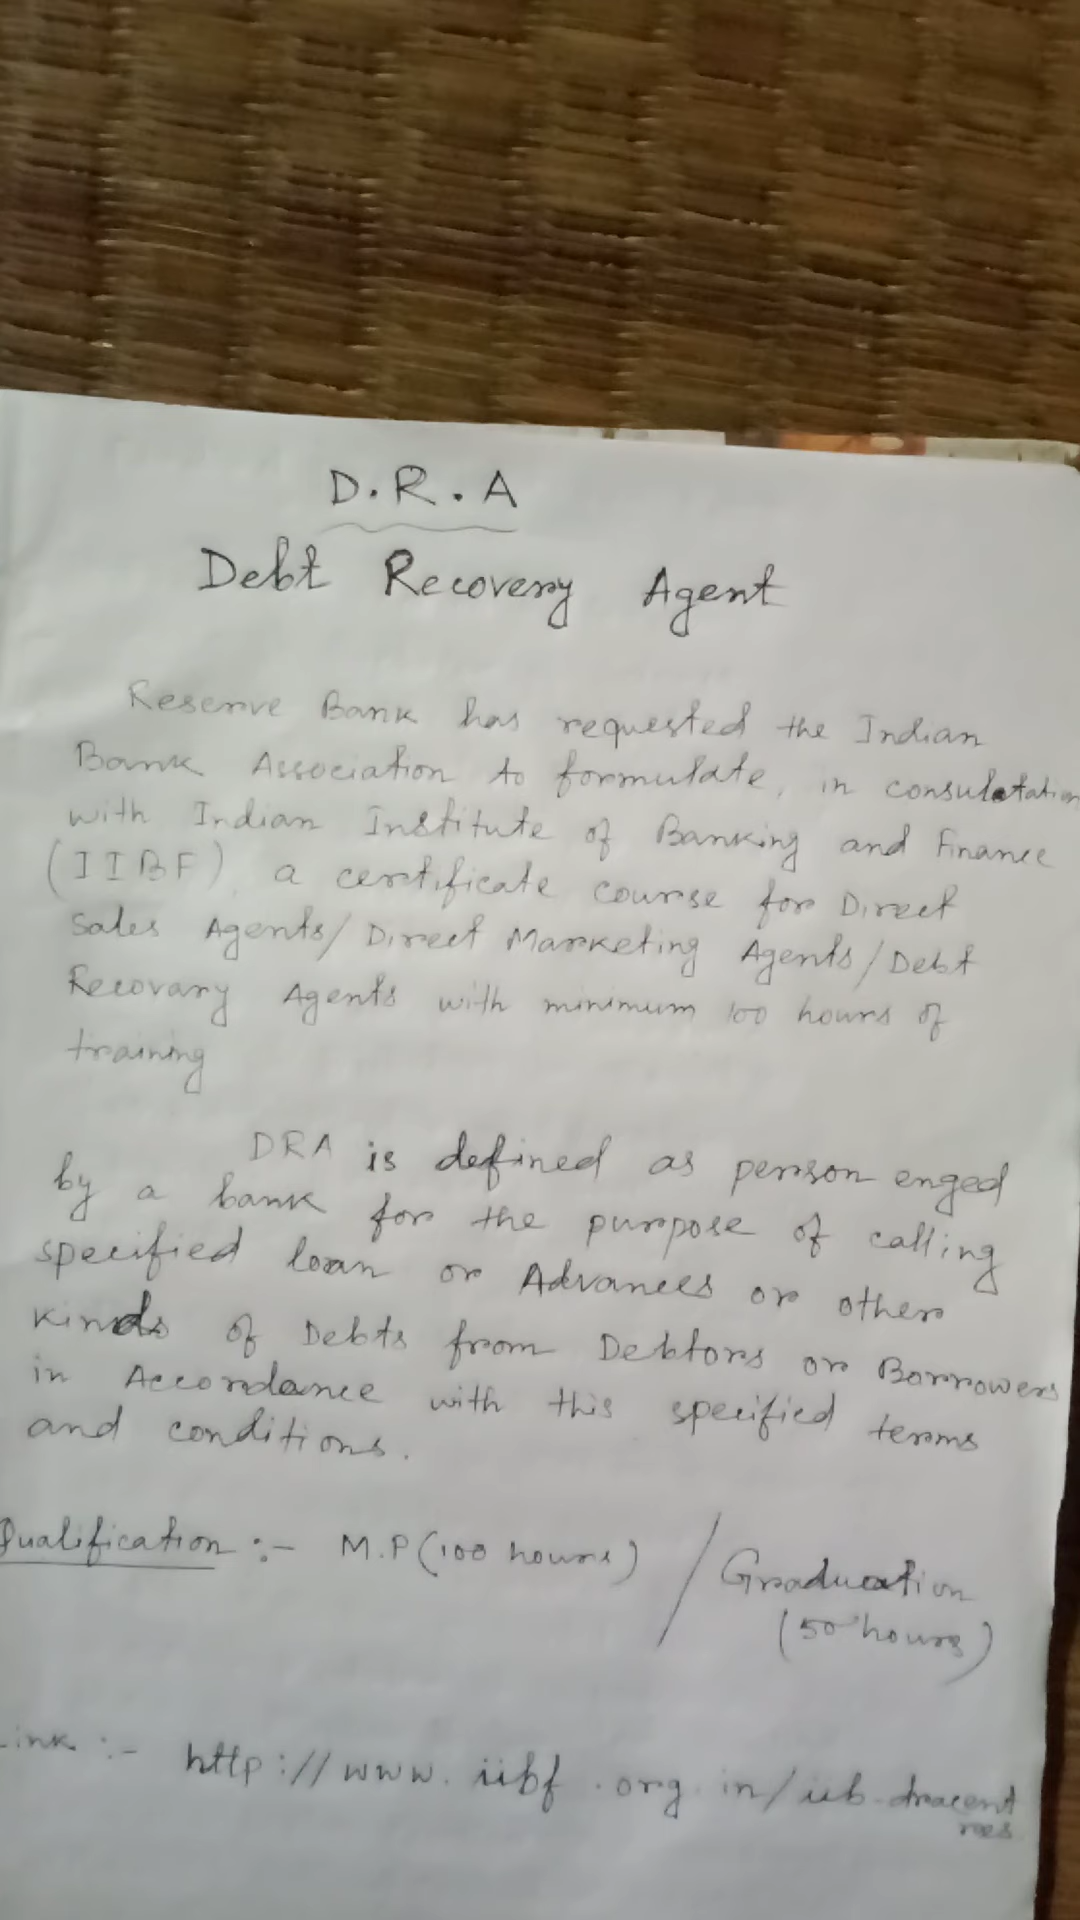 D.R.A
Debt Recovery Agent
Reserve Bank has requested the Indian
Bank Association to formulate, in consultation
with Indian Institute of Banking and Finance
(IIBF), a certificate course for Direct
Sales Agents/Direct Marketing Agents/Debt
Recovary Agents with minimum 100 hours of
training
DRA is defined as person enged
by a bank for the purpose of calling
specified loan or Advances or other
kinds of Debts from Debtors or Borrowers
in Accordance with this specified terms
and conditions.
Qualification :- M.P (100 hours) / Graduation
(50 hours)
Link :- http://www.iibf.org.in/